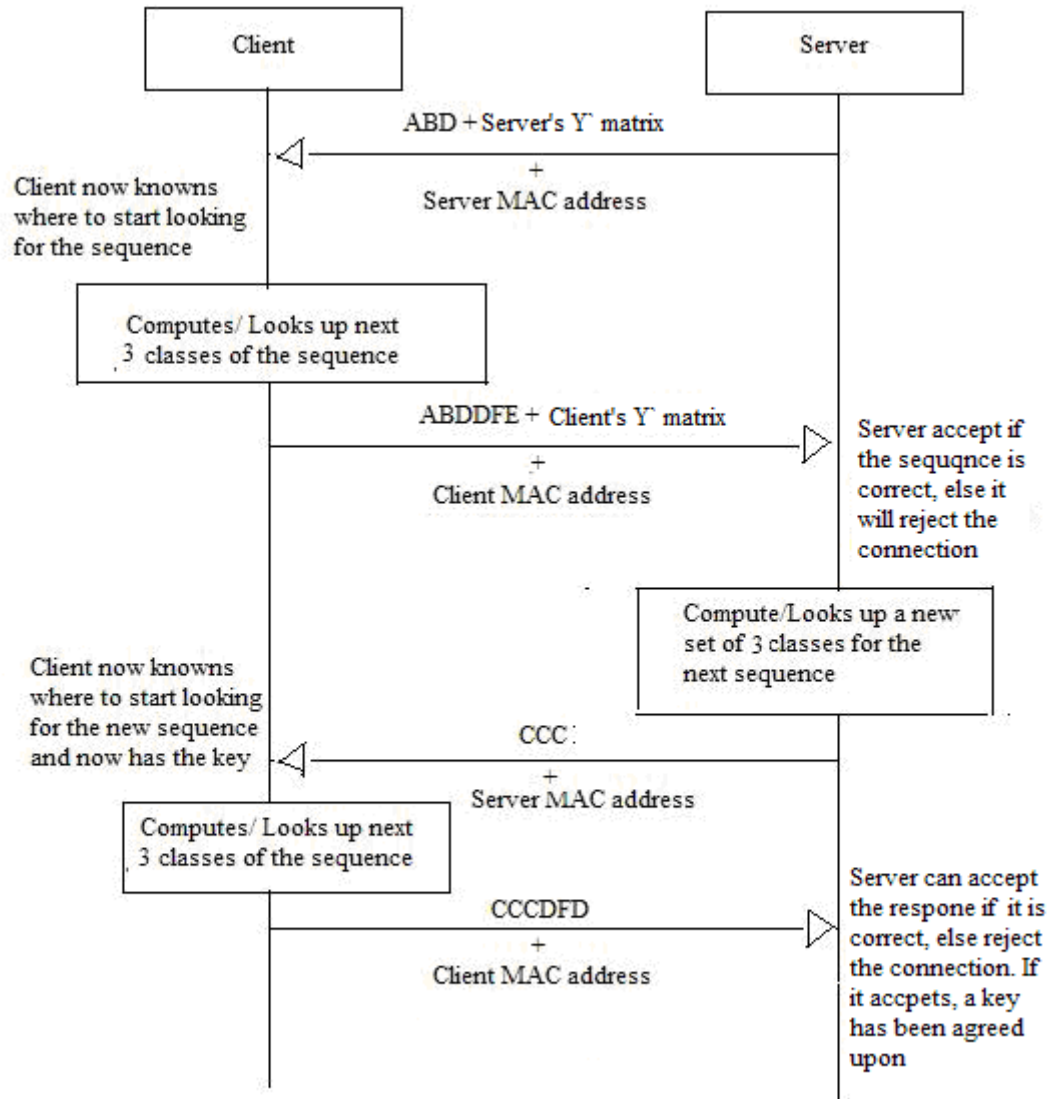 Client
Server
ABD + Server's Y` matrix
+
Server MAC address
Client now knowns
where to start looking
for the sequence
Computes/ Looks up next
3 classes of the sequence
ABDDFE + Client's Y` matrix
+
Client MAC address
Server accept if
the sequqnce is
correct, else it
will reject the
connection
Compute/Looks up a new
set of 3 classes for the
next sequence
Client now knowns
where to start looking
for the new sequence
and now has the key
CCC
+
Server MAC address
Computes/ Looks up next
3 classes of the sequence
CCCDFD
+
Client MAC address
Server can accept
the respone if it is
correct, else reject
the connection. If
it accpets, a key
has been agreed
upon